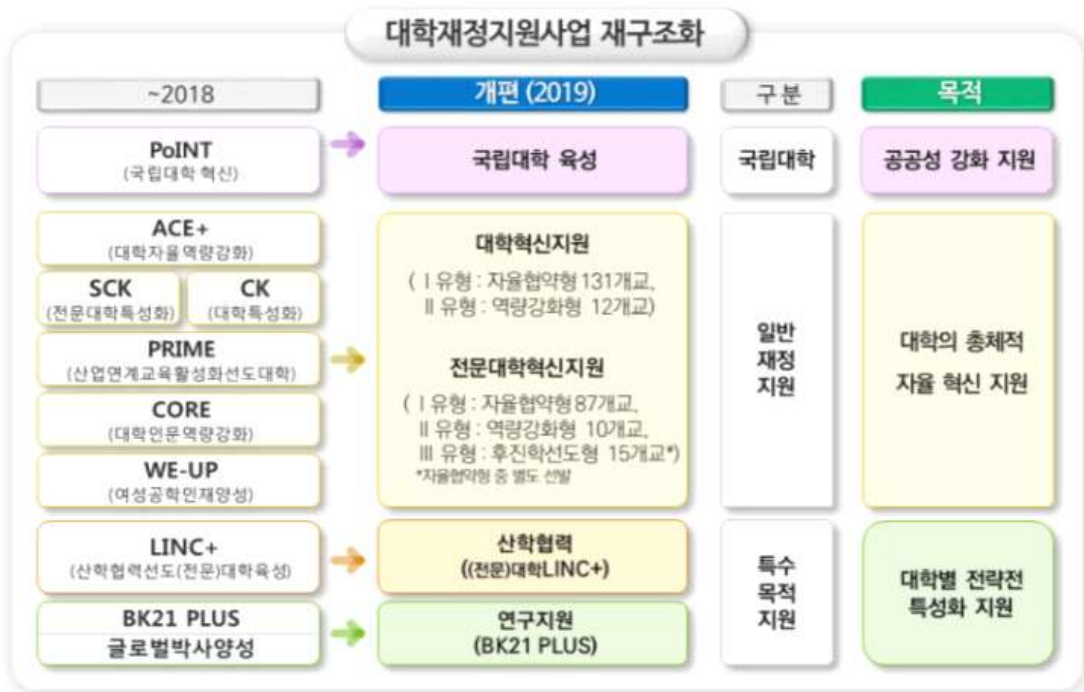 대학재정지원사업 재구조화
~2018
개편 (2019)
구분
목적
PoINT
(국립대학 혁신)
국립대학 육성
국립대학
공공성 강화 지원
ACE+
(대학자율역량강화)
SCK
(전문대학특성화)
CK
(대학특성화)
PRIME
(산업연계교육활성화선도대학)
CORE
(대학인문역량강화)
WE-UP
(여성공학인재양성)
대학혁신지원
( I 유형 : 자율협약형 131개교,
II 유형 : 역량강화형 12개교)
전문대학혁신지원
( I 유형 : 자율협약형 87개교,
II 유형 : 역량강화형 10개교,
III 유형 : 후진학선도형 15개교*)
*자율협약형 중 별도 선발
일반
재정
지원
대학의 총체적
자율 혁신 지원
LINC+
(산학협력선도(전문)대학육성)
산학협력
((전문)대학LINC+)
BK21 PLUS
글로벌박사양성
연구지원
(BK21 PLUS)
특수
목적
지원
대학별 전략전
특성화 지원